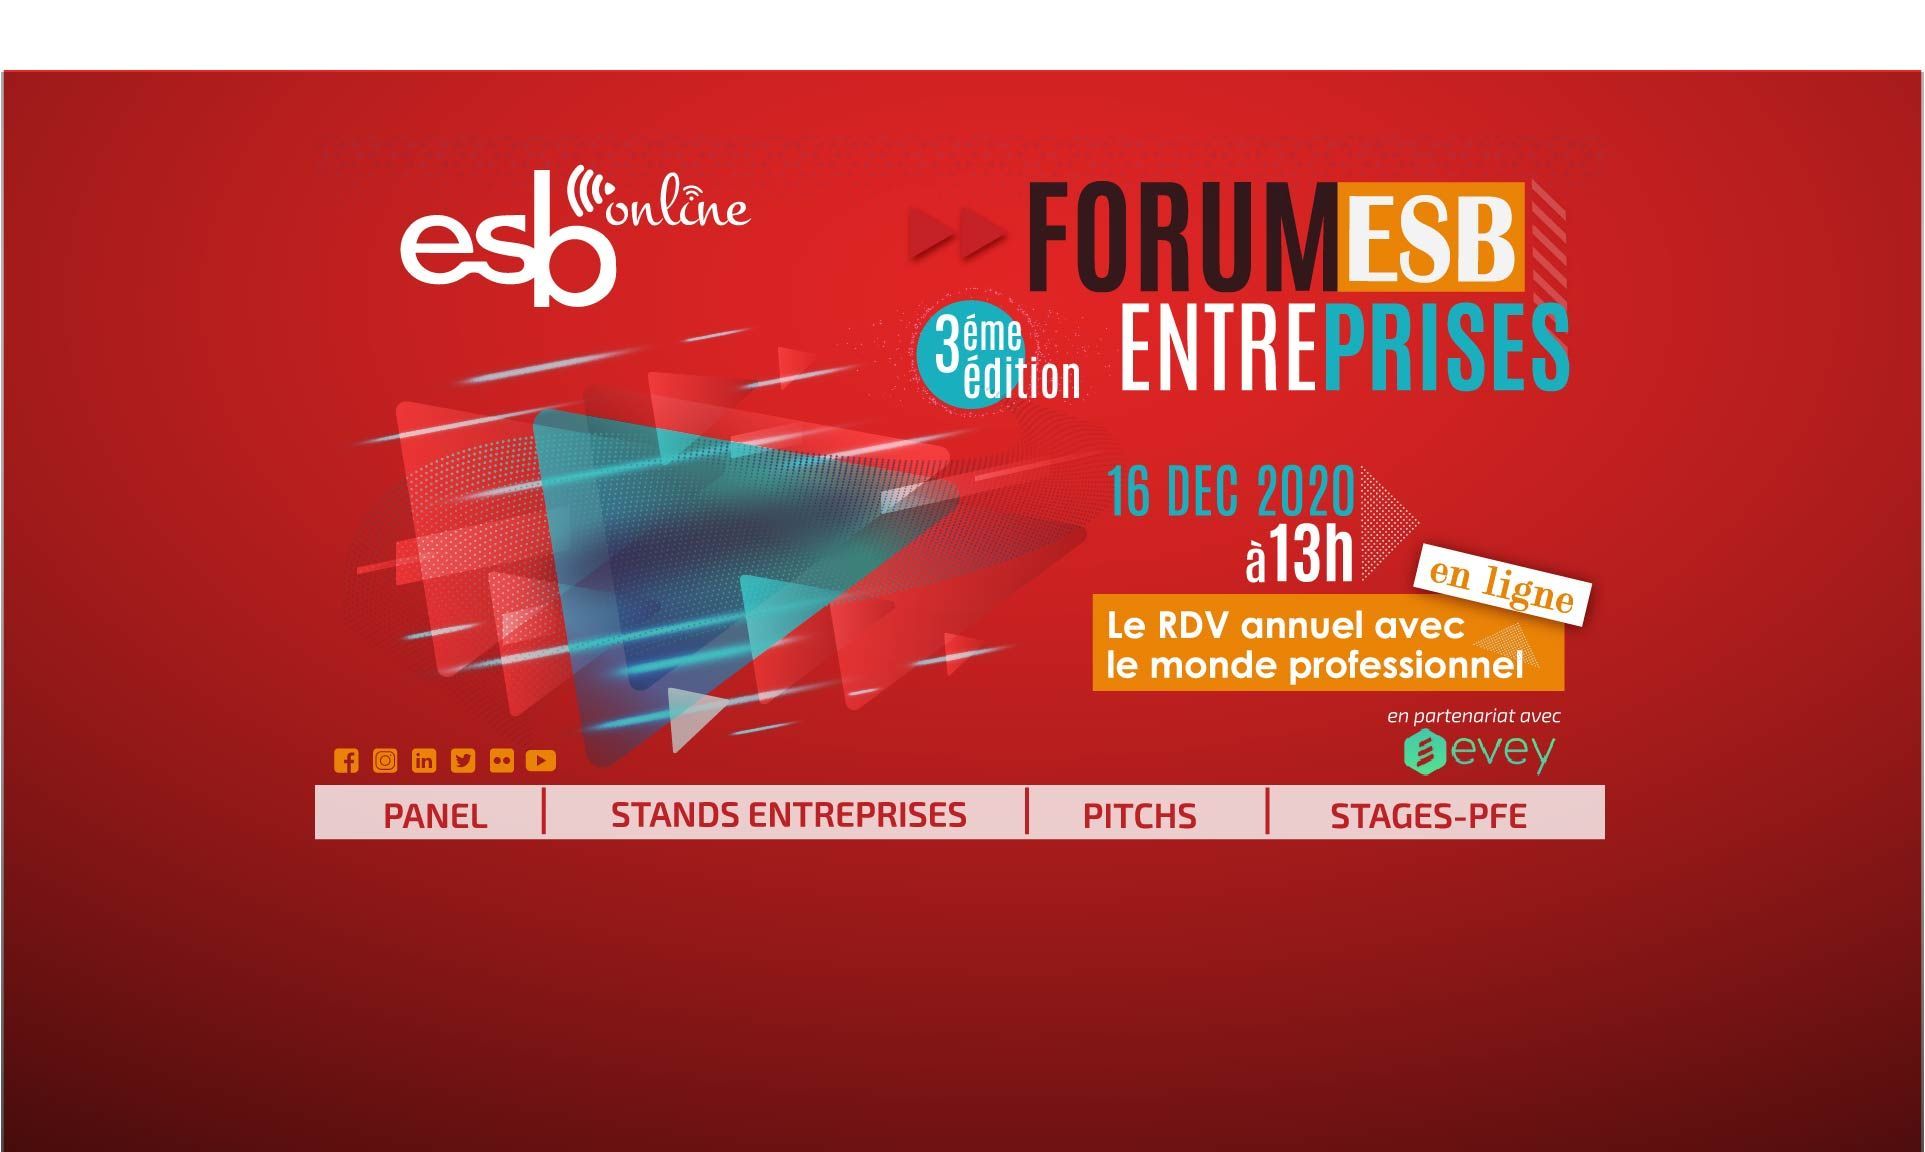 esb online
FORUM ESB
ENTREPRISES
3éme
édition
16 DEC 2020
à 13h
en ligne
Le RDV annuel avec
le monde professionnel
en partenariat avec
evey
PANEL | STANDS ENTREPRISES | PITCHS | STAGES-PFE